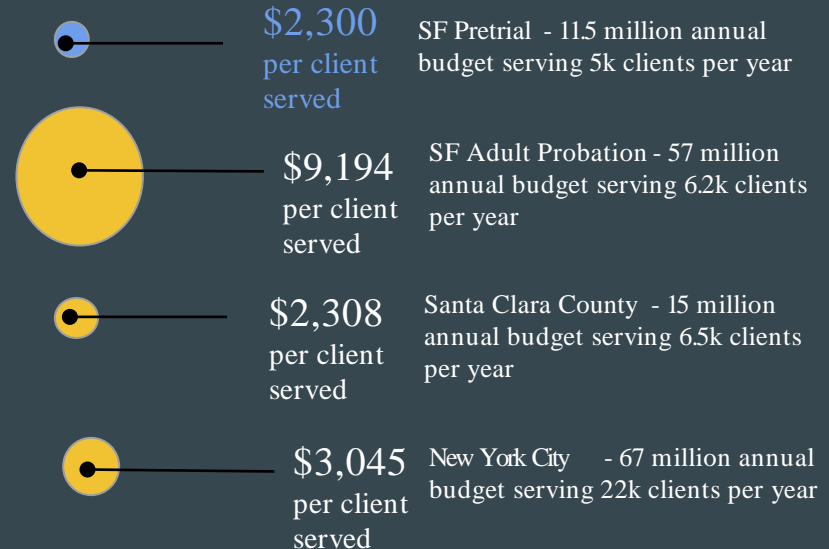 $2,300
per client
served
SF Pretrial - 11.5 million annual
budget serving 5k clients per year
$9,194
per client
served
SF Adult Probation - 57 million
annual budget serving 6.2k clients
per year
$2,308
per client
served
Santa Clara County - 15 million
annual budget serving 6.5k clients
per year
$3,045
per client
served
New York City - 67 million annual
budget serving 22k clients per year